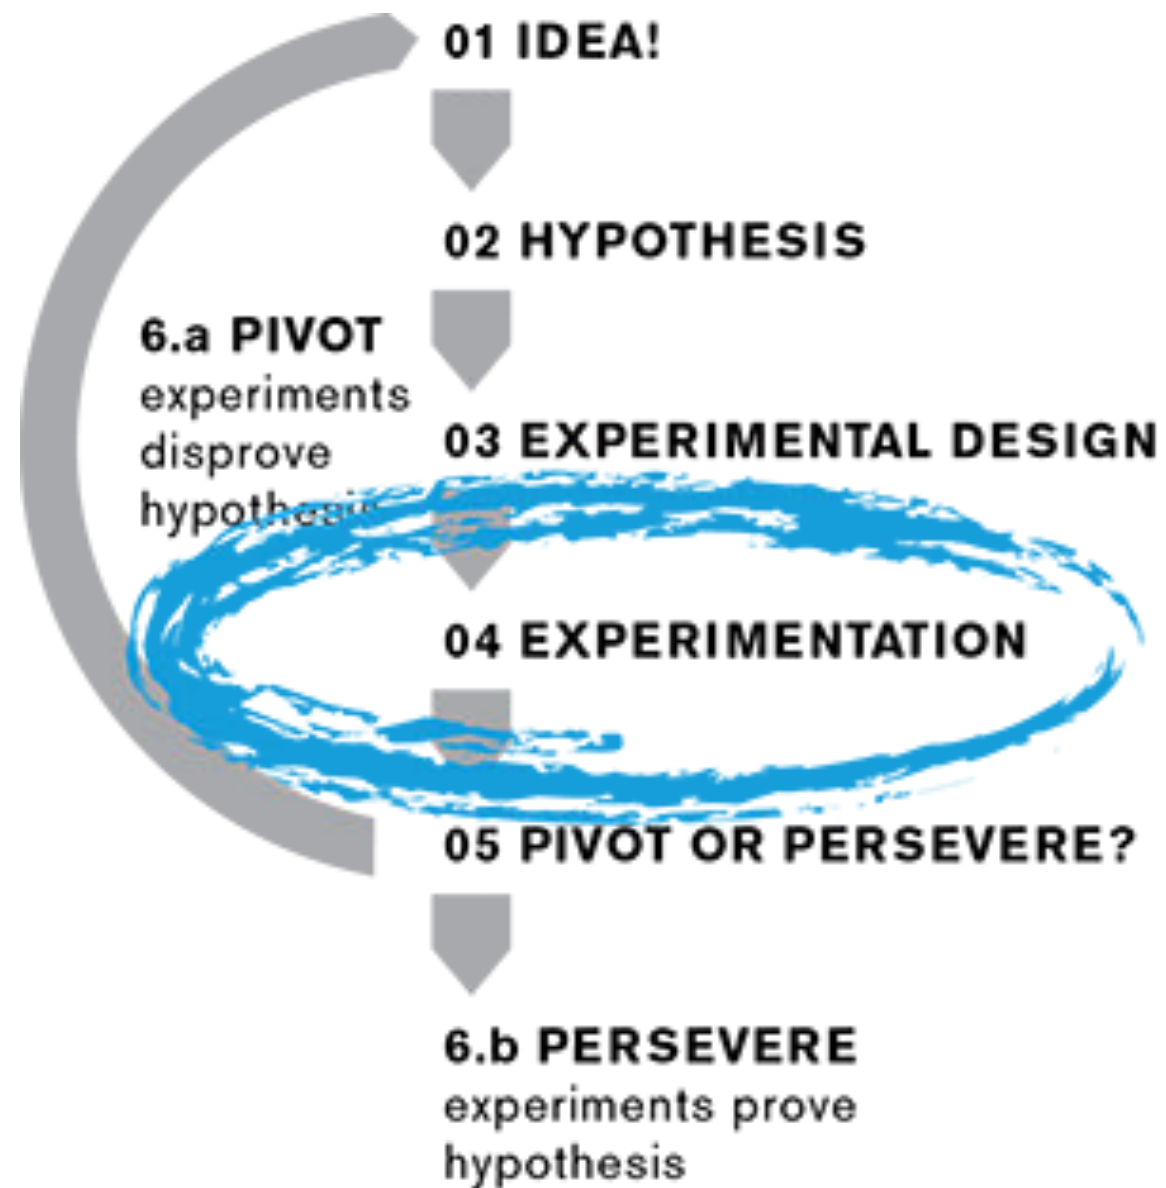 01 IDEA!
02 HYPOTHESIS
6.a PIVOT
experiments
disprove
hypothesis
03 EXPERIMENTAL DESIGN
04 EXPERIMENTATION
05 PIVOT OR PERSEVERE?
6.b PERSEVERE
experiments prove
hypothesis